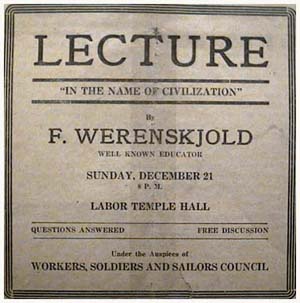 LECTURE
"IN THE NAME OF CIVILIZATION"
By
F. WERENSKJOLD
WELL KNOWN EDUCATOR
SUNDAY, DECEMBER 21
8 P. M.
LABOR TEMPLE HALL
QUESTIONS ANSWERED FREE DISCUSSION
Under the Auspices of
WORKERS, SOLDIERS AND SAILORS COUNCIL